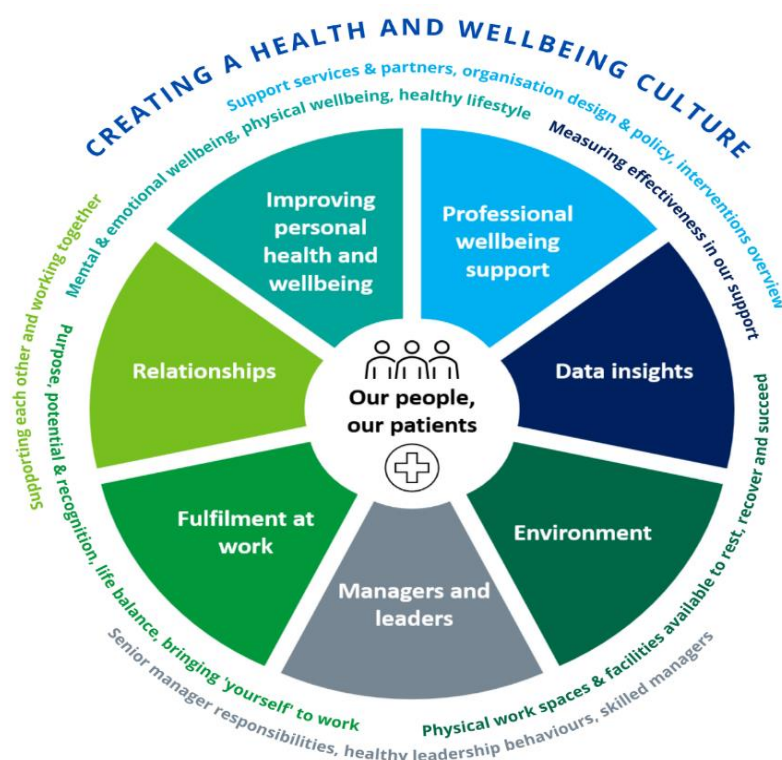 CREATING A HEALTH AND WELLBEING CULTURE
Support services & partners, organisation design & policy, interventions overview
Mental & emotional wellbeing, physical wellbeing, healthy lifestyle
Measuring effectiveness in our support
Supporting each other and working together
Purpose, potential & recognition, life balance, bringing 'yourself' to work
Physical work spaces & facilities available to rest, recover and succeed
Senior manager responsibilities, healthy leadership behaviours, skilled managers
Improving
personal
health and
wellbeing
Professional
wellbeing
support
Relationships
Data insights
Our people,
our patients
Fulfilment at
work
Environment
Managers and
leaders